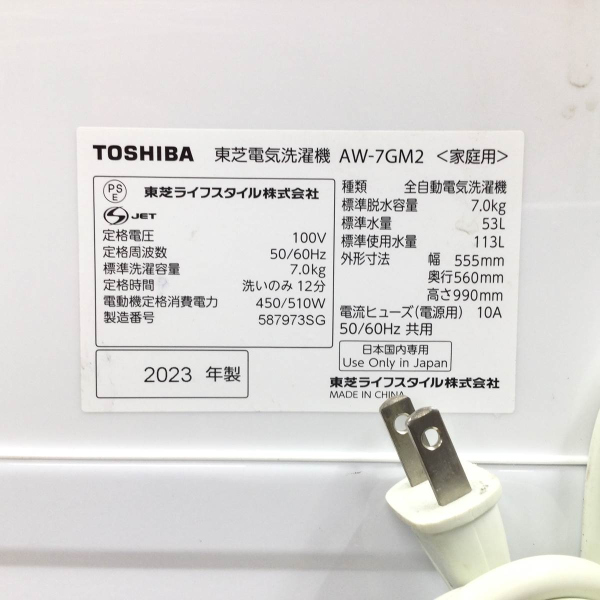 TOSHIBA 東芝電気洗濯機 AW-7GM2 <家庭用>
PSE 東芝ライフスタイル株式会社
S JET
定格電圧 100V
定格周波数 50/60Hz
標準洗濯容量 7.0kg
定格時間 洗いのみ 12分
電動機定格消費電力 450/510W
製造番号 587973SG
2023 年製
種類 全自動電気洗濯機
標準脱水容量 7.0kg
標準水量 53L
標準使用水量 113L
外形寸法 幅 555mm
奥行560mm
高さ990mm
電流ヒューズ(電源用) 10A
50/60Hz 共用
日本国内専用
Use Only in Japan
東芝ライフスタイル株式会社
MADE IN CHINA